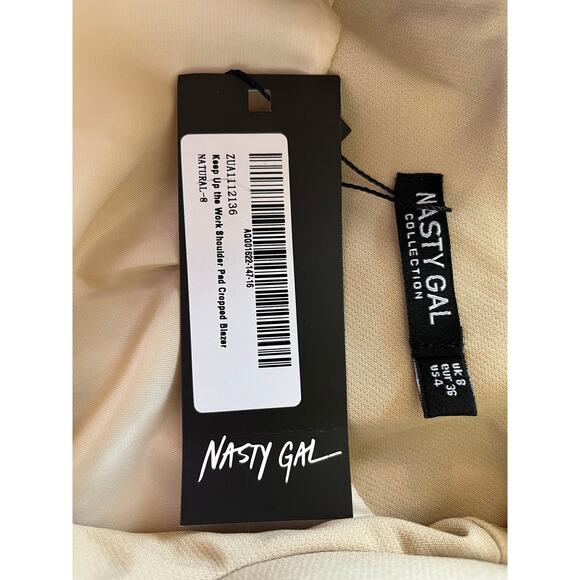 ZUA1112136
Keep Up the Work Shoulder Pad Cropped Blazer
NATURAL-8
AQQ01622-147-16
NASTY GAL
NASTY GAL
COLLECTION
UK 8
eur 36
US 4